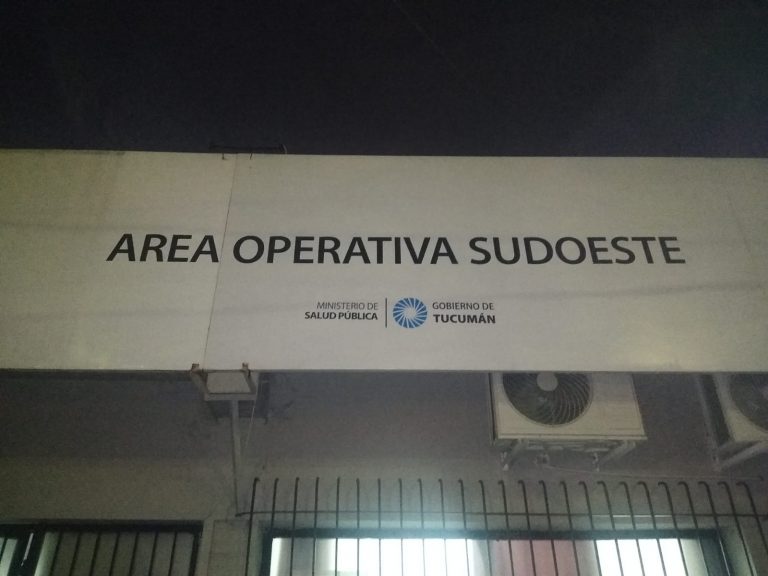 AREA OPERATIVA SUDOESTE
MINISTERIO DE
SALUD PÚBLICA
GOBIERNO DE
TUCUMÁN